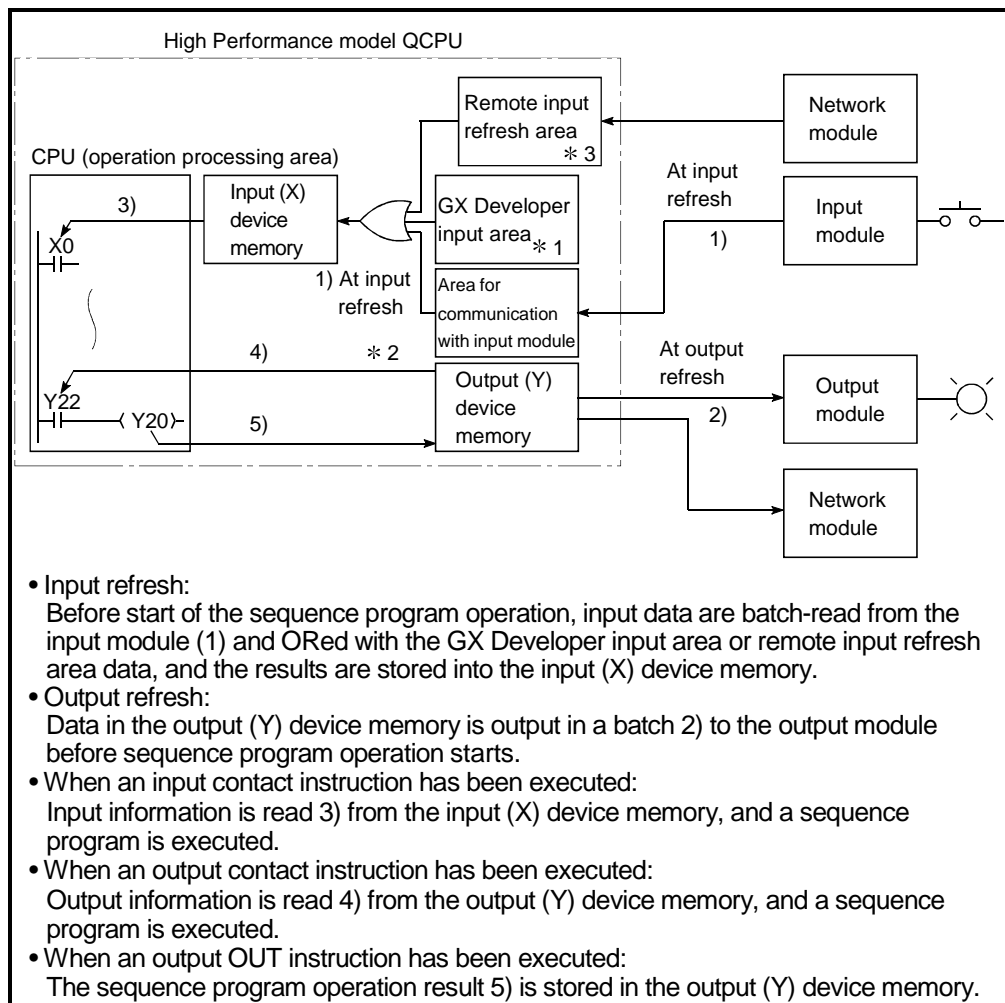 High Performance model QCPU
Remote input
refresh area
＊3
Network
module
CPU (operation processing area)
Input (X)
device
memory
3)
X0
GX Developer
input area
＊1
At input
refresh
1)
Input
module
1) At input
refresh
Area for
communication
with input module
4)
＊2
Y22
Y20
5)
Output (Y)
device
memory
At output
refresh
2)
Output
module
Network
module
• Input refresh:
Before start of the sequence program operation, input data are batch-read from the
input module (1) and ORed with the GX Developer input area or remote input refresh
area data, and the results are stored into the input (X) device memory.
• Output refresh:
Data in the output (Y) device memory is output in a batch 2) to the output module
before sequence program operation starts.
• When an input contact instruction has been executed:
Input information is read 3) from the input (X) device memory, and a sequence
program is executed.
• When an output contact instruction has been executed:
Output information is read 4) from the output (Y) device memory, and a sequence
program is executed.
• When an output OUT instruction has been executed:
The sequence program operation result 5) is stored in the output (Y) device memory.